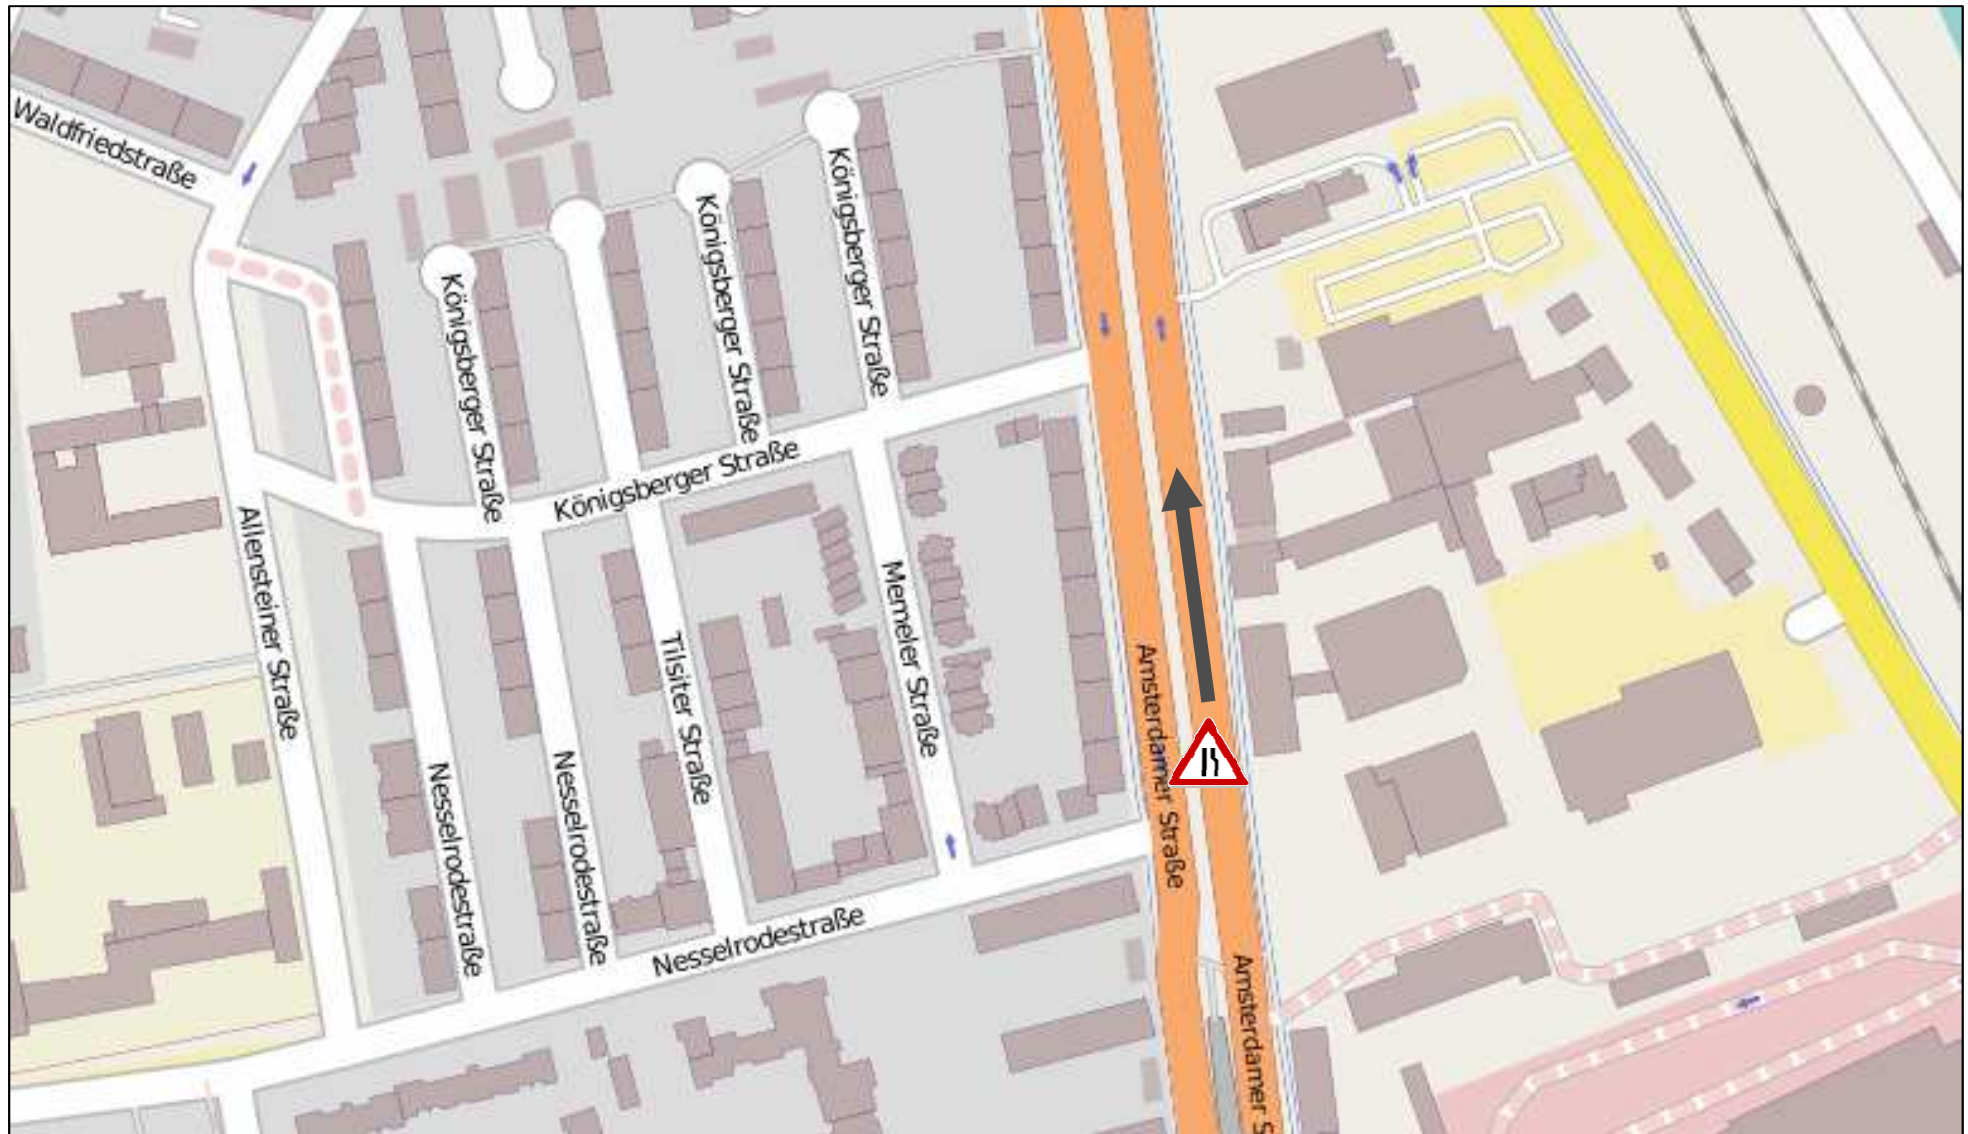 Waldfriedstraße
Königsberger Straße
Königsberger Straße
Königsberger Straße
Königsberger Straße
Allensteiner Straße
Tilsiter Straße
Memeler Straße
Amsterdamer Straße
Nesselrodestraße
Nesselrodestraße
Nesselrodestraße
Amsterdamer S